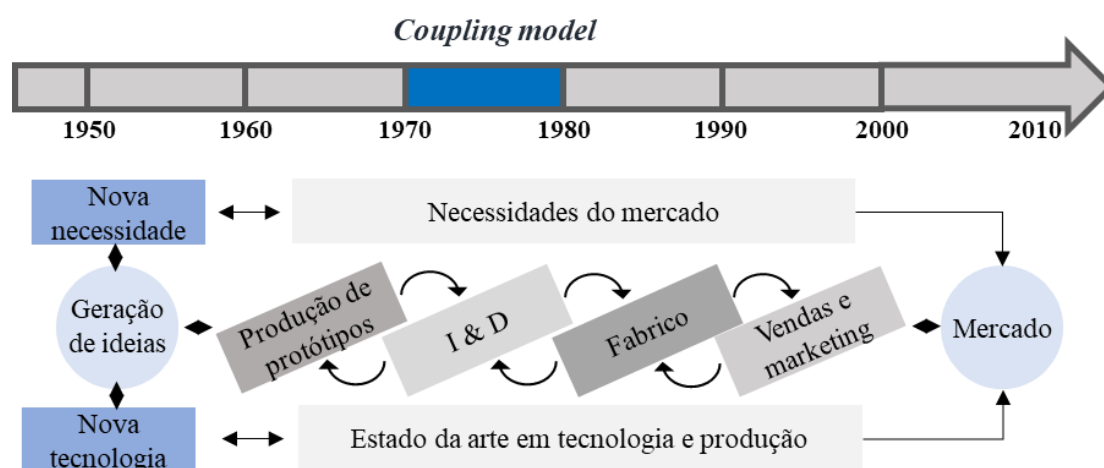 Coupling model
1950 1960 1970 1980 1990 2000 2010
Nova
necessidade
Necessidades do mercado
Geração
de ideias
Produção de
protótipos
I & D
Fabrico
Vendas e
marketing
Mercado
Nova
tecnologia
Estado da arte em tecnologia e produção